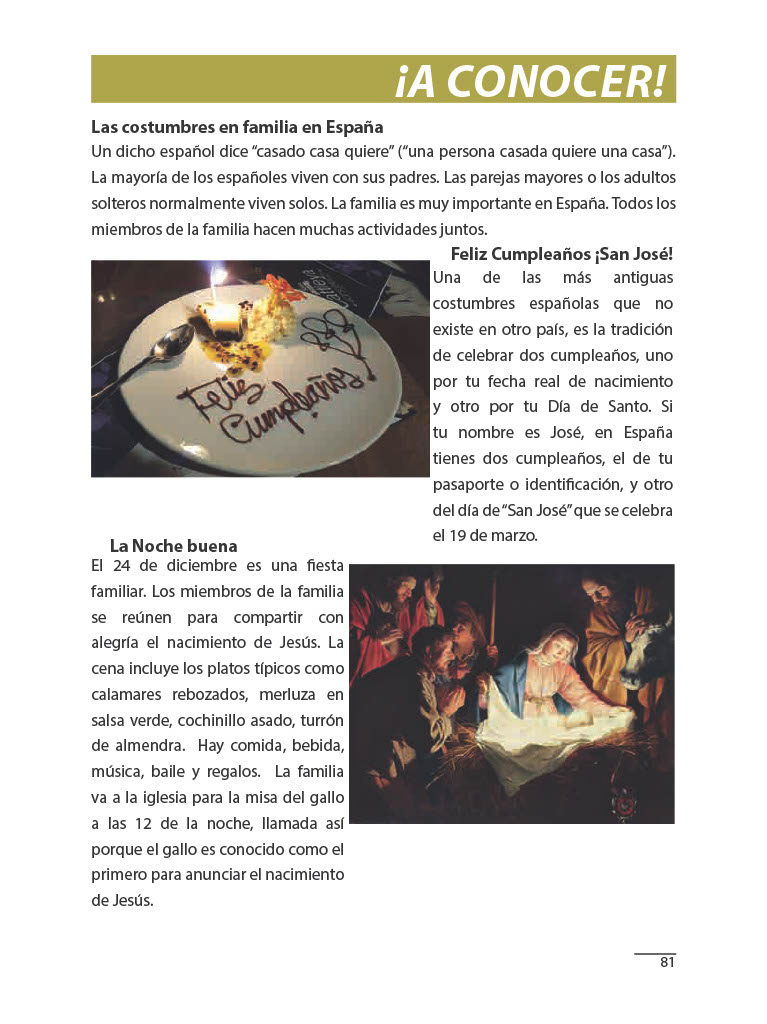 ¡A CONOCER!
Las costumbres en familia en España
Un dicho español dice “casado casa quiere” (“una persona casada quiere una casa”).
La mayoría de los españoles viven con sus padres. Las parejas mayores o los adultos
solteros normalmente viven solos. La familia es muy importante en España. Todos los
miembros de la familia hacen muchas actividades juntos.
Feliz Cumpleaños ¡San José!
Una de las más antiguas
costumbres españolas que no
existe en otro país, es la tradición
de celebrar dos cumpleaños, uno
por tu fecha real de nacimiento
y otro por tu Día de Santo. Si
tu nombre es José, en España
tienes dos cumpleaños, el de tu
pasaporte o identificación, y otro
del día de “San José” que se celebra
el 19 de marzo.
Feliz
Cumpleaños!
La Noche buena
El 24 de diciembre es una fiesta
familiar. Los miembros de la familia
se reúnen para compartir con
alegría el nacimiento de Jesús. La
cena incluye los platos típicos como
calamares rebozados, merluza en
salsa verde, cochinillo asado, turrón
de almendra. Hay comida, bebida,
música, baile y regalos. La familia
va a la iglesia para la misa del gallo
a las 12 de la noche, llamada así
porque el gallo es conocido como el
primero para anunciar el nacimiento
de Jesús.
81